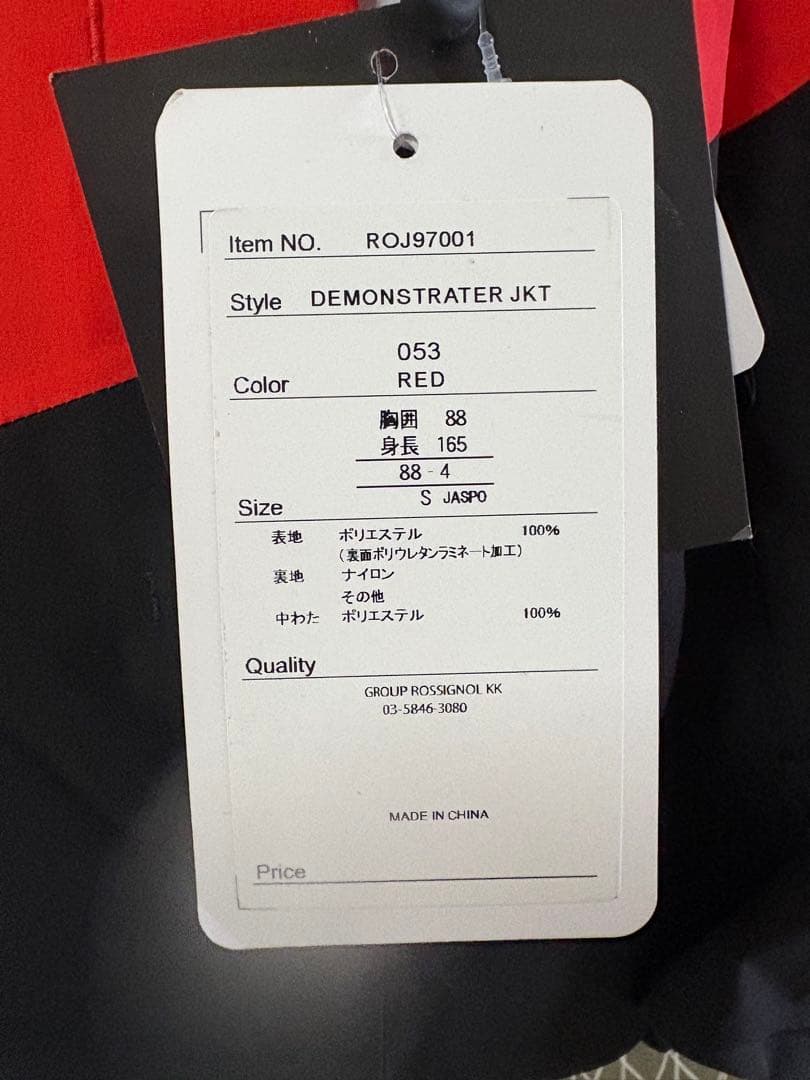 Item NO. ROJ97001
Style DEMONSTRATER JKT
053
Color RED
胸囲 88
身長 165
88-4
S JASPO
Size
表地 ポリエステル 100%
(裏面ポリウレタンラミネート加工)
裏地 ナイロン
その他
中わた ポリエステル 100%
Quality
GROUP ROSSIGNOL KK
03-5846-3080
MADE IN CHINA
Price